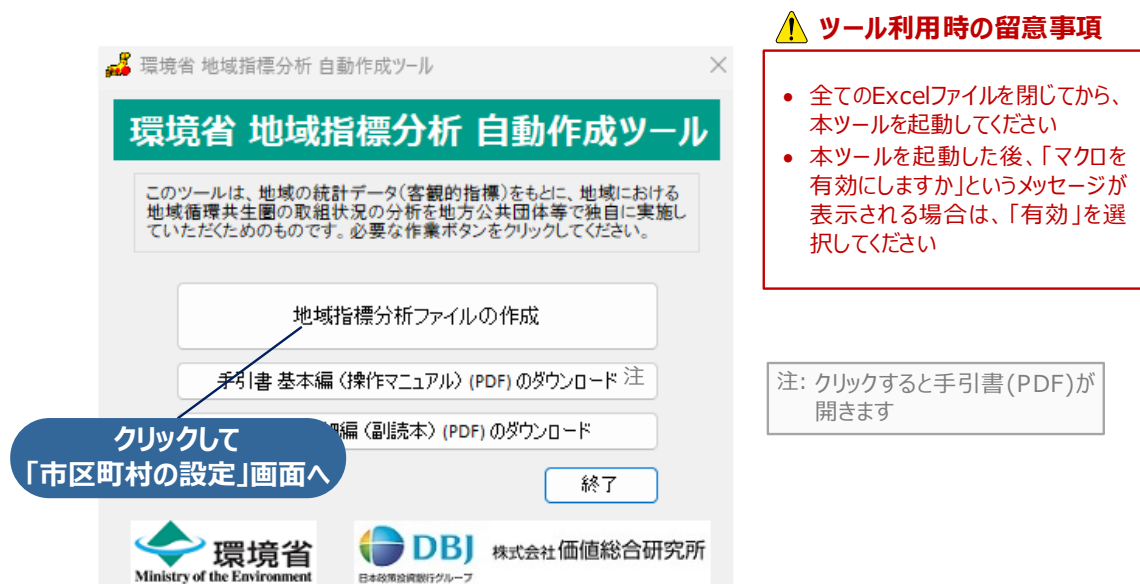 ツール利用時の留意事項
環境省 地域指標分析 自動作成ツール
環境省 地域指標分析 自動作成ツール
このツールは、地域の統計データ(客観的指標)をもとに、地域における
地域循環共生圏の取組状況の分析を地方公共団体等で独自に実施し
ていただくためのものです。必要な作業ボタンをクリックしてください。
• 全てのExcelファイルを閉じてから、
本ツールを起動してください
• 本ツールを起動した後、「マクロを
有効にしますか」というメッセージが
表示される場合は、「有効」を選
択してください
地域指標分析ファイルの作成
手引書 基本編 (操作マニュアル) (PDF) のダウンロード 注
編 (副読本) (PDF) のダウンロード
注: クリックすると手引書(PDF)が
開きます
クリックして
「市区町村の設定」画面へ
終了
環境省
Ministry of the Environment
DBJ 株式会社価値総合研究所
日本政策投資銀行グループ